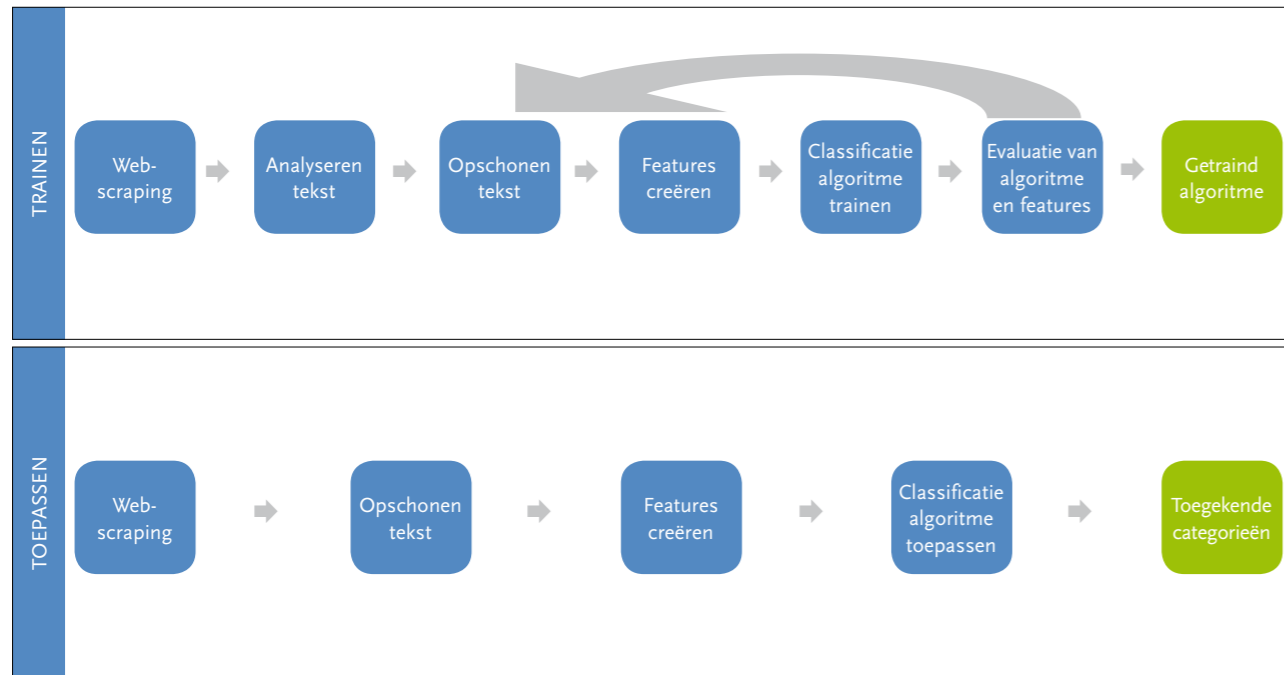 TRAINEN
Web-
scraping
Analyseren
tekst
Opschonen
tekst
Features
creëren
Classificatie
algoritme
trainen
Evaluatie van
algoritme
en features
Getraind
algoritme
TOEPASSEN
Web-
scraping
Opschonen
tekst
Features
creëren
Classificatie
algoritme
toepassen
Toegekende
categorieën